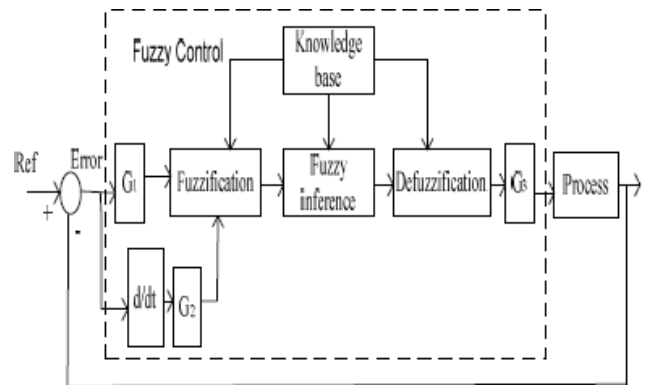 Fuzzy Control
Knowledge
base
Ref
Error
+
-
G1
Fuzzification
Fuzzy
inference
Defuzzification
G3
Process
d/dt
G2